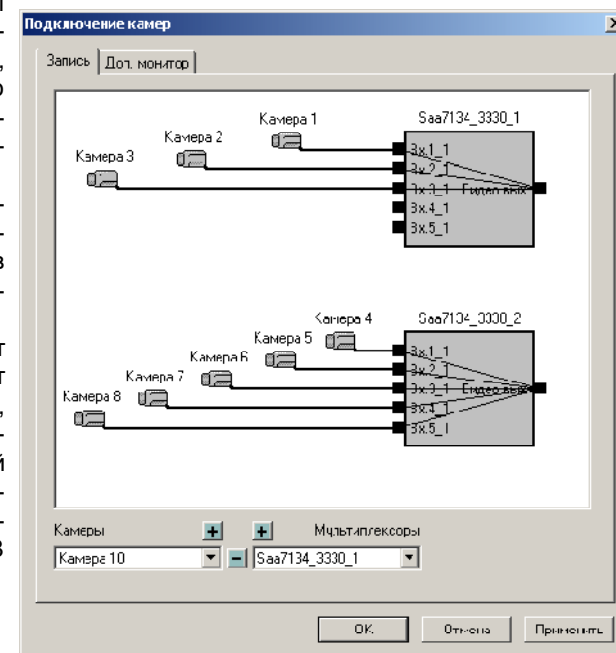 Подключение камер
Запись
Доп. монитор
Камера 1
Saa7134_3330_1
Камера 2
Камера 3
Вх.1_1
Вх.2_1
Вх.3_1 Видео вых
Вх.4_1
Вх.5_1
Камера 4
Saa7134_3330_2
Камера 5
Камера 6
Камера 7
Камера 8
Вх.1_1
Вх.2_1
Вх.3_1 Видео вых
Вх.4_1
Вх.5_1
Камеры + + Мультиплексоры
Камера 10 - Saa7134_3330_1
OK Отмена Применить